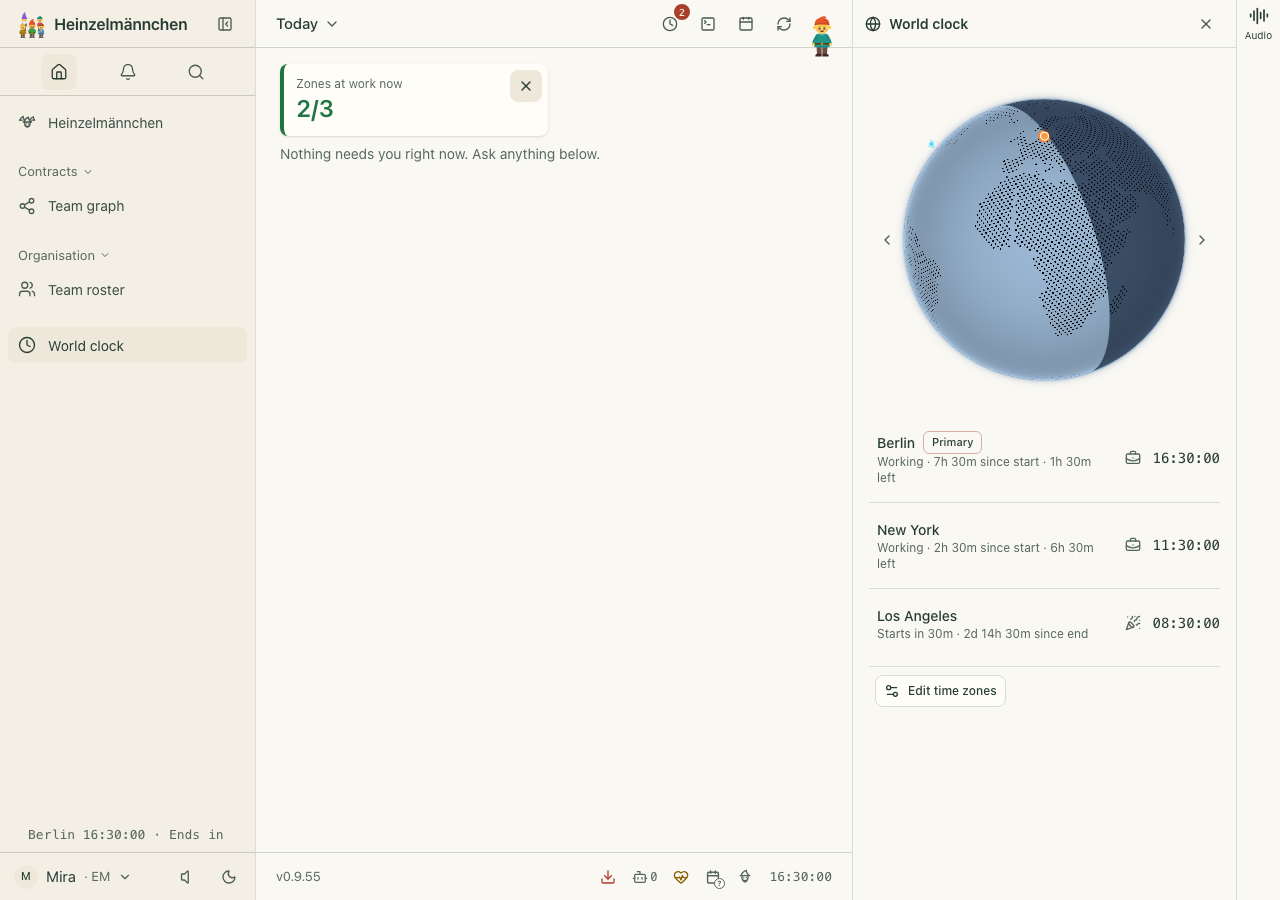 Heinzelmännchen
Heinzelmännchen
Contracts
Team graph
Organisation
Team roster
World clock
Berlin 16:30:00 · Ends in
M Mira · EM
Today
2
Zones at work now
2/3
Nothing needs you right now. Ask anything below.
v0.9.55
0
?
16:30:00
World clock
Berlin Primary
Working · 7h 30m since start · 1h 30m
left
16:30:00
New York
Working · 2h 30m since start · 6h 30m
left
11:30:00
Los Angeles
Starts in 30m · 2d 14h 30m since end
08:30:00
Edit time zones
Audio